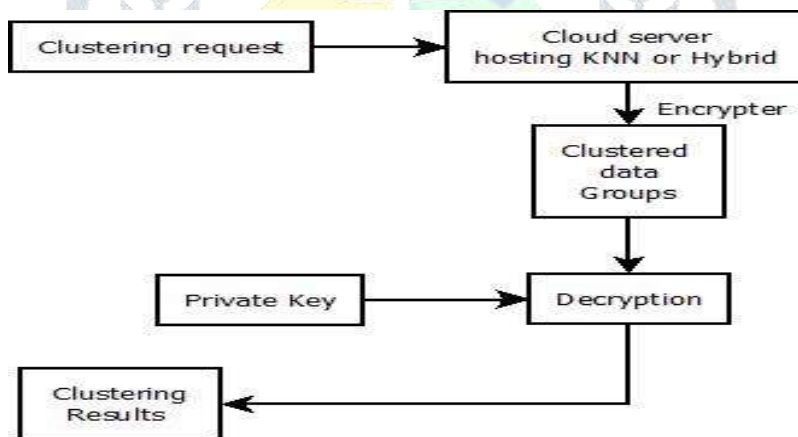 Clustering request
Cloud server
hosting KNN or Hybrid
Encrypter
Clustered
data
Groups
Private Key
Decryption
Clustering
Results